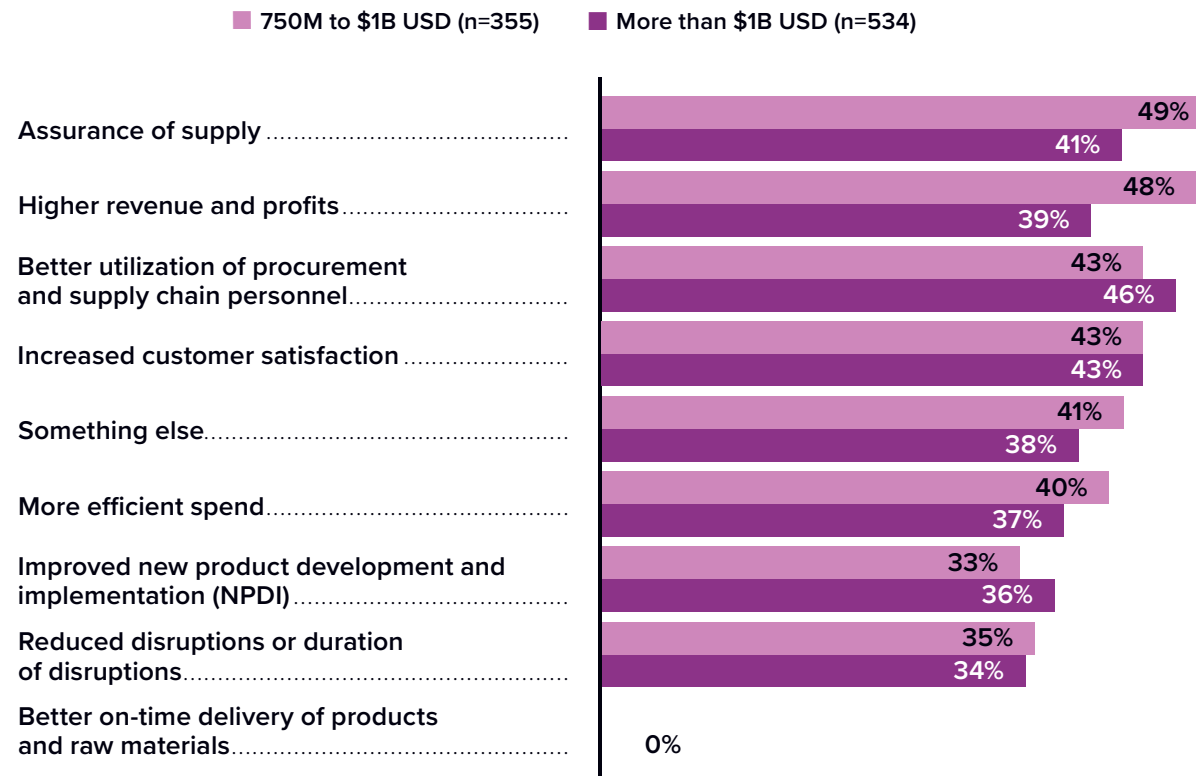 750M to $1B USD (n=355) More than $1B USD (n=534)
Assurance of supply 49%
41%
Higher revenue and profits 48%
39%
Better utilization of procurement 43%
and supply chain personnel 46%
Increased customer satisfaction 43%
43%
Something else 41%
38%
More efficient spend 40%
37%
Improved new product development and 33%
implementation (NPDI) 36%
Reduced disruptions or duration 35%
of disruptions 34%
Better on-time delivery of products
and raw materials 0%